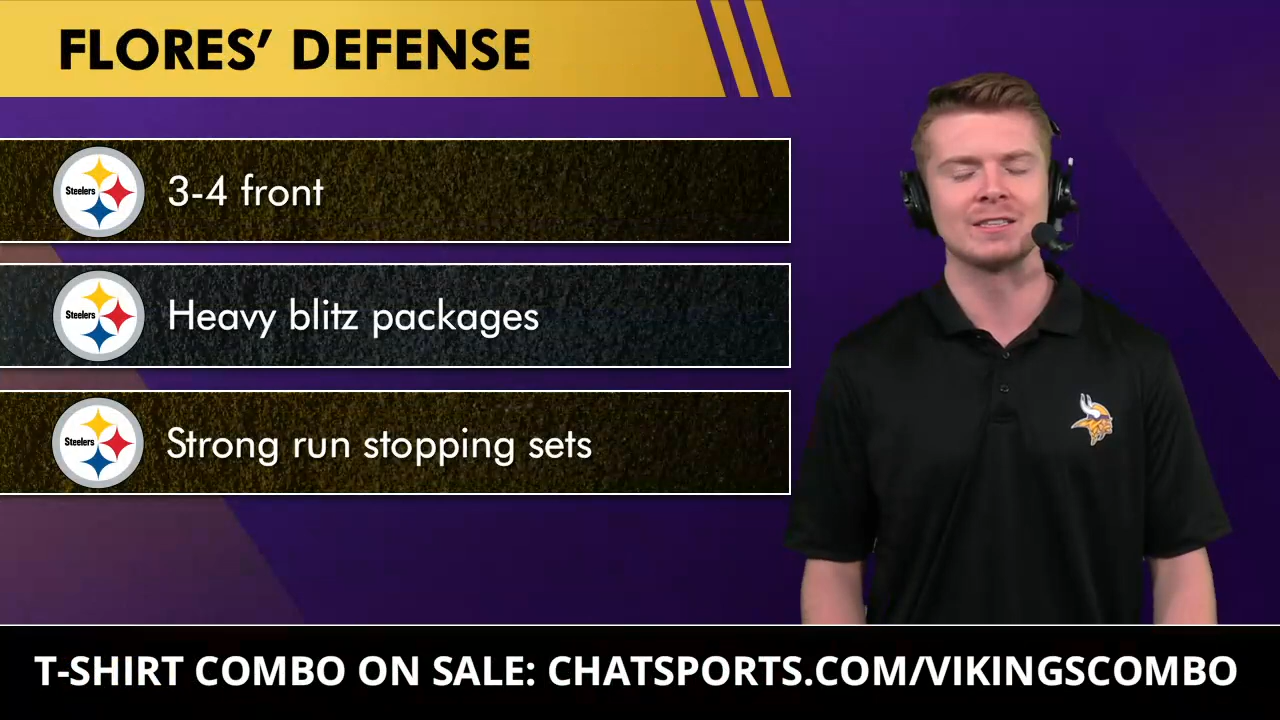 FLORES’ DEFENSE
Steelers
3-4 front
Steelers
Heavy blitz packages
Steelers
Strong run stopping sets
T-SHIRT COMBO ON SALE: CHATSPORTS.COM/VIKINGSCOMBO